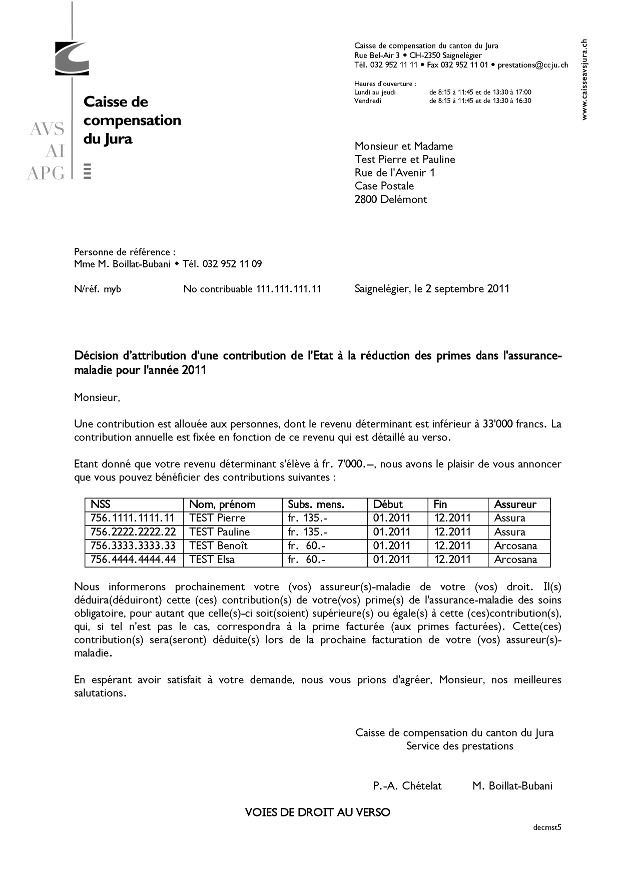 Caisse de compensation du canton du Jura
Rue Bel-Air 3 • CH-2350 Saignelégier
Tél. 032 952 11 11 • Fax 032 952 11 01 • prestations@ccju.ch
Heures d'ouverture :
Lundi au jeudi de 8:15 à 11:45 et de 13:30 à 17:00
Vendredi de 8:15 à 11:45 et de 13:30 à 16:30
www.caisseavsjura.ch
Caisse de
compensation
du Jura
AVS
AI
APG
Monsieur et Madame
Test Pierre et Pauline
Rue de l'Avenir 1
Case Postale
2800 Delémont
Personne de référence :
Mme M. Boillat-Bubani • Tél. 032 952 11 09
N/réf. myb No contribuable 111.111.111.11 Saignelégier, le 2 septembre 2011
Décision d'attribution d'une contribution de l'Etat à la réduction des primes dans l'assurance-
maladie pour l'année 2011
Monsieur,
Une contribution est allouée aux personnes, dont le revenu déterminant est inférieur à 33'000 francs. La
contribution annuelle est fixée en fonction de ce revenu qui est détaillé au verso.
Etant donné que votre revenu déterminant s'élève à fr. 7'000.--, nous avons le plaisir de vous annoncer
que vous pouvez bénéficier des contributions suivantes :
NSS Nom, prénom Subs. mens. Début Fin Assureur
756.1111.1111.11 TEST Pierre fr. 135.- 01.2011 12.2011 Assura
756.2222.2222.22 TEST Pauline fr. 135.- 01.2011 12.2011 Assura
756.3333.3333.33 TEST Benoît fr. 60.- 01.2011 12.2011 Arcosana
756.4444.4444.44 TEST Elsa fr. 60.- 01.2011 12.2011 Arcosana
Nous informerons prochainement votre (vos) assureur(s)-maladie de votre (vos) droit. Il(s)
déduira(déduiront) cette (ces) contribution(s) de votre(vos) prime(s) de l'assurance-maladie des soins
obligatoire, pour autant que celle(s)-ci soit(soient) supérieure(s) ou égale(s) à cette (ces)contribution(s),
qui, si tel n'est pas le cas, correspondra à la prime facturée (aux primes facturées). Cette(ces)
contribution(s) sera(seront) déduite(s) lors de la prochaine facturation de votre (vos) assureur(s)-
maladie.
En espérant avoir satisfait à votre demande, nous vous prions d'agréer, Monsieur, nos meilleures
salutations.
Caisse de compensation du canton du Jura
Service des prestations
P.-A. Chételat M. Boillat-Bubani
VOIES DE DROIT AU VERSO
decmst5